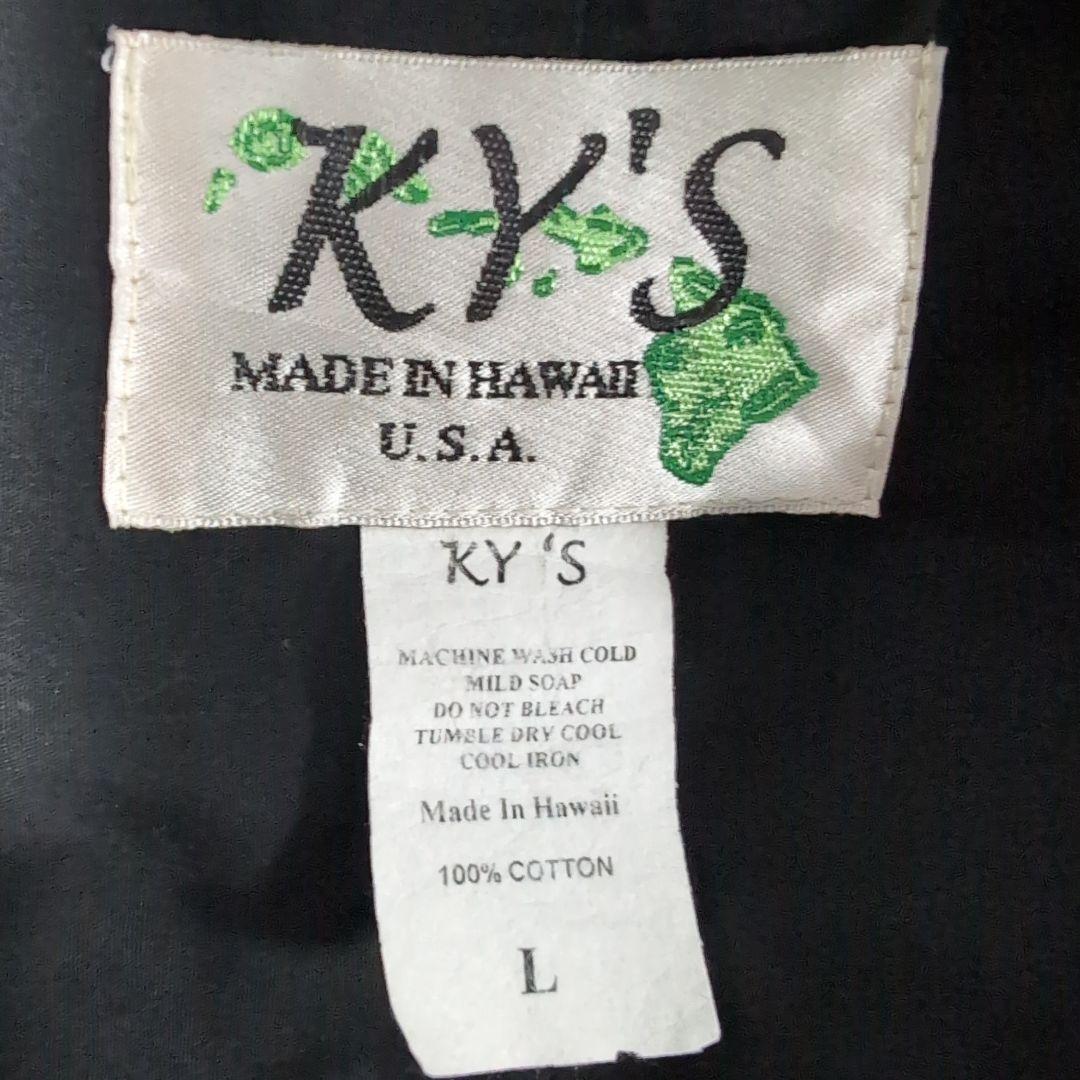 KY'S
MADE IN HAWAII
U.S.A.
KY 'S
MACHINE WASH COLD
MILD SOAP
DO NOT BLEACH
TUMBLE DRY COOL
COOL IRON
Made In Hawaii
100% COTTON
L